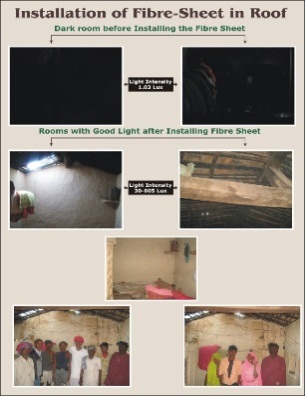 Installation of Fibre-Sheet in Roof
Dark room before Installing the Fibre Sheet
Light Intensity
1.03 Lux
Rooms with Good Light after Installing Fibre Sheet
Light Intensity
30-805 Lux